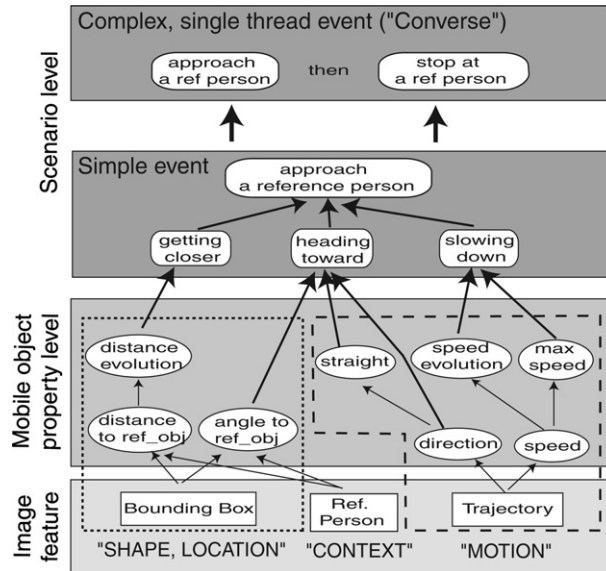 Complex, single thread event ("Converse")
approach
a ref person
then
stop at
a ref person
Scenario level
Simple event
approach
a reference person
getting
closer
heading
toward
slowing
down
Mobile object
property level
distance
evolution
straight
speed
evolution
max
speed
distance
to ref_obj
angle to
ref_obj
direction
speed
Image
feature
Bounding Box
Ref.
Person
Trajectory
"SHAPE, LOCATION"
"CONTEXT"
"MOTION"